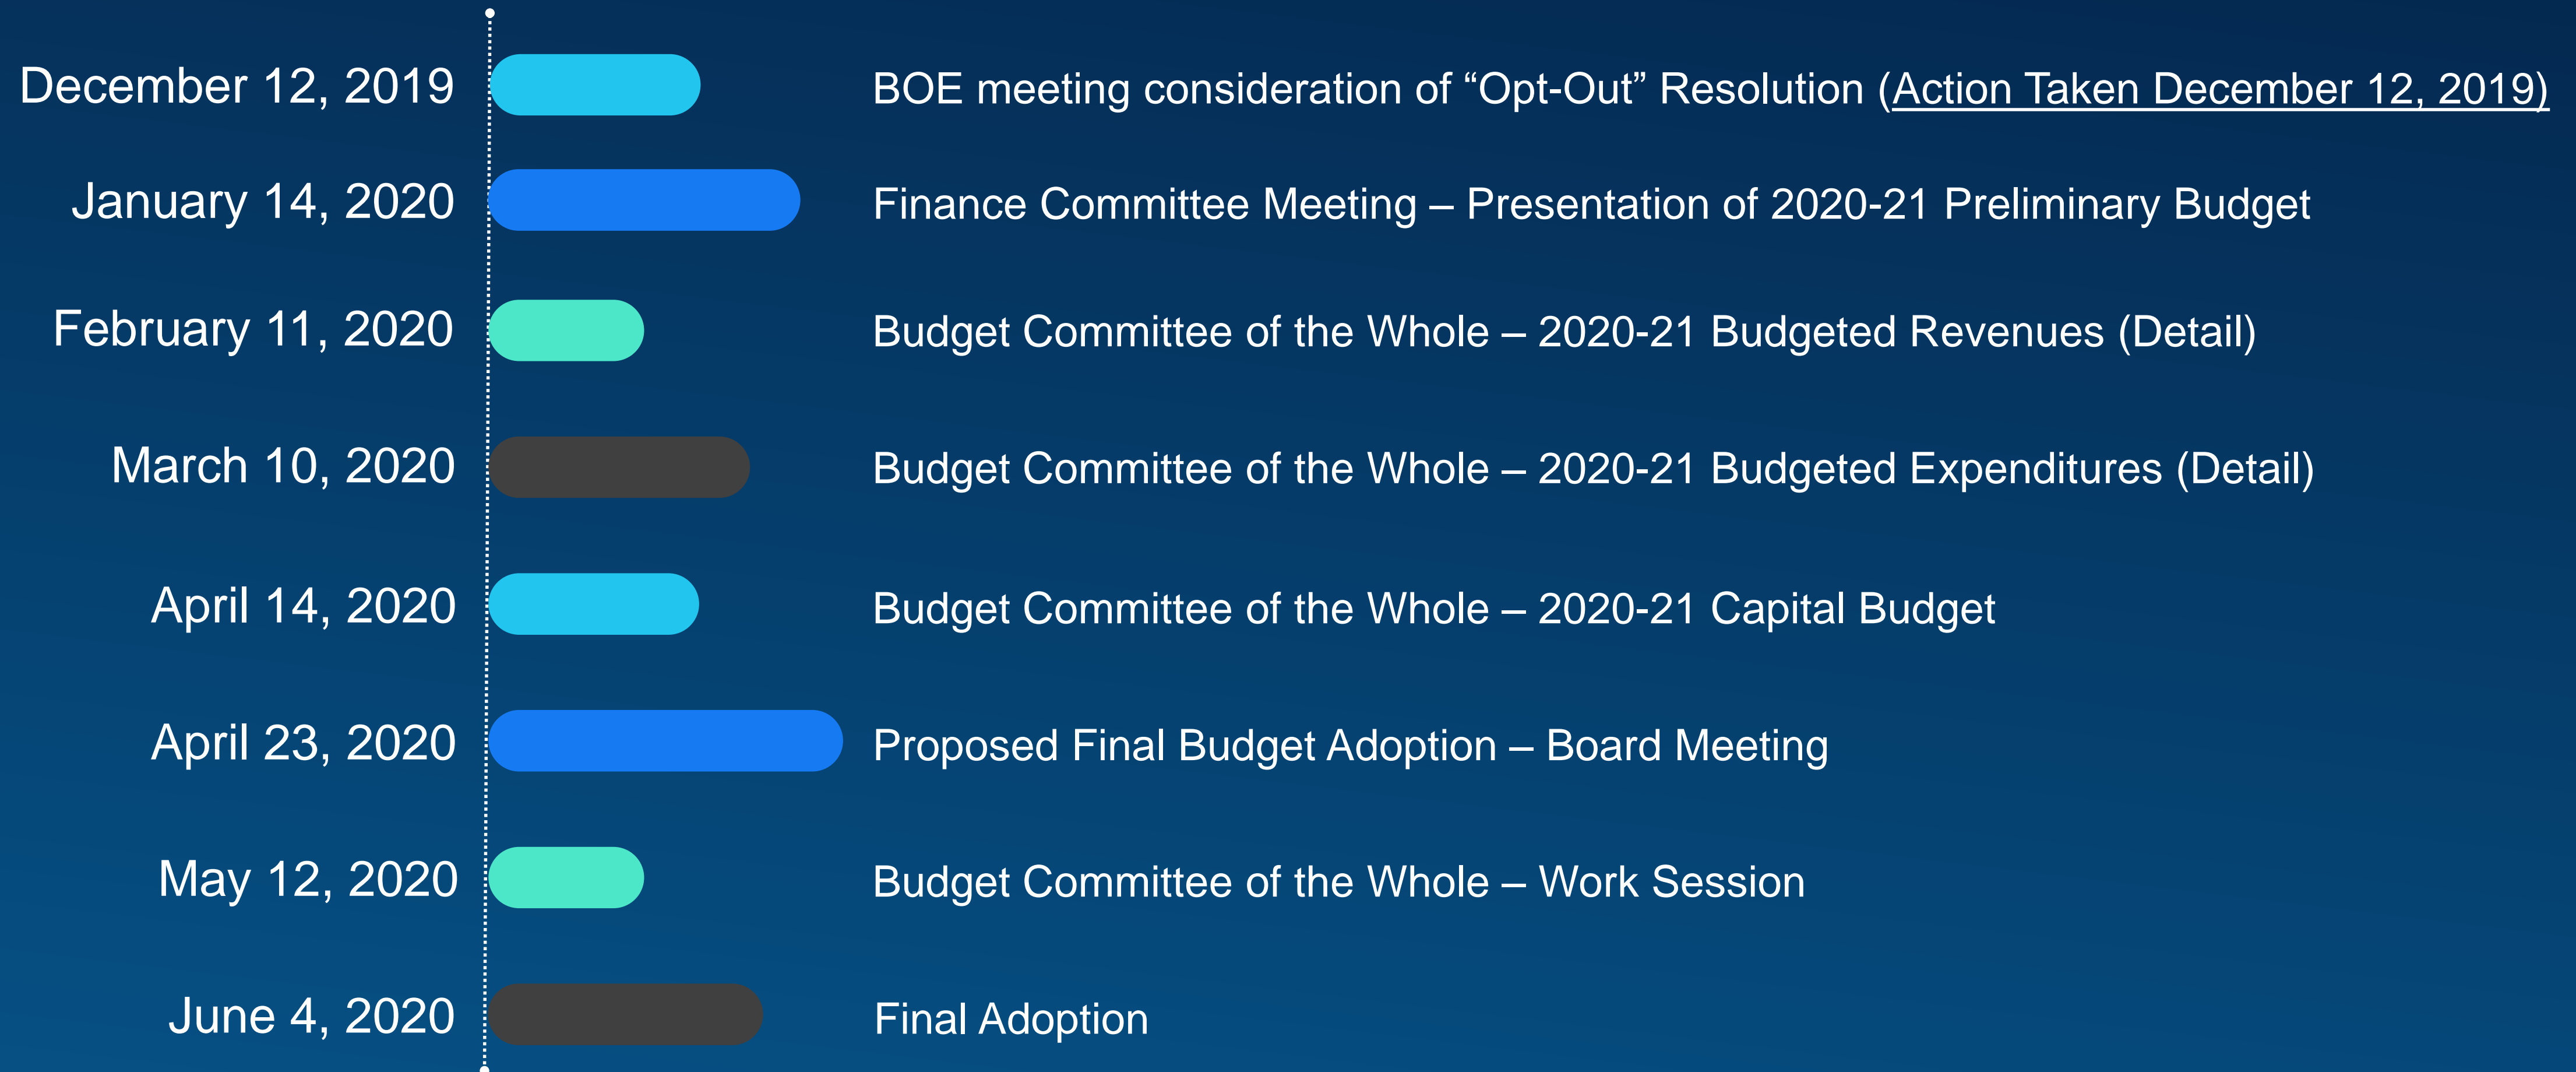 December 12, 2019 BOE meeting consideration of “Opt-Out” Resolution (Action Taken December 12, 2019)
January 14, 2020 Finance Committee Meeting – Presentation of 2020-21 Preliminary Budget
February 11, 2020 Budget Committee of the Whole – 2020-21 Budgeted Revenues (Detail)
March 10, 2020 Budget Committee of the Whole – 2020-21 Budgeted Expenditures (Detail)
April 14, 2020 Budget Committee of the Whole – 2020-21 Capital Budget
April 23, 2020 Proposed Final Budget Adoption – Board Meeting
May 12, 2020 Budget Committee of the Whole – Work Session
June 4, 2020 Final Adoption